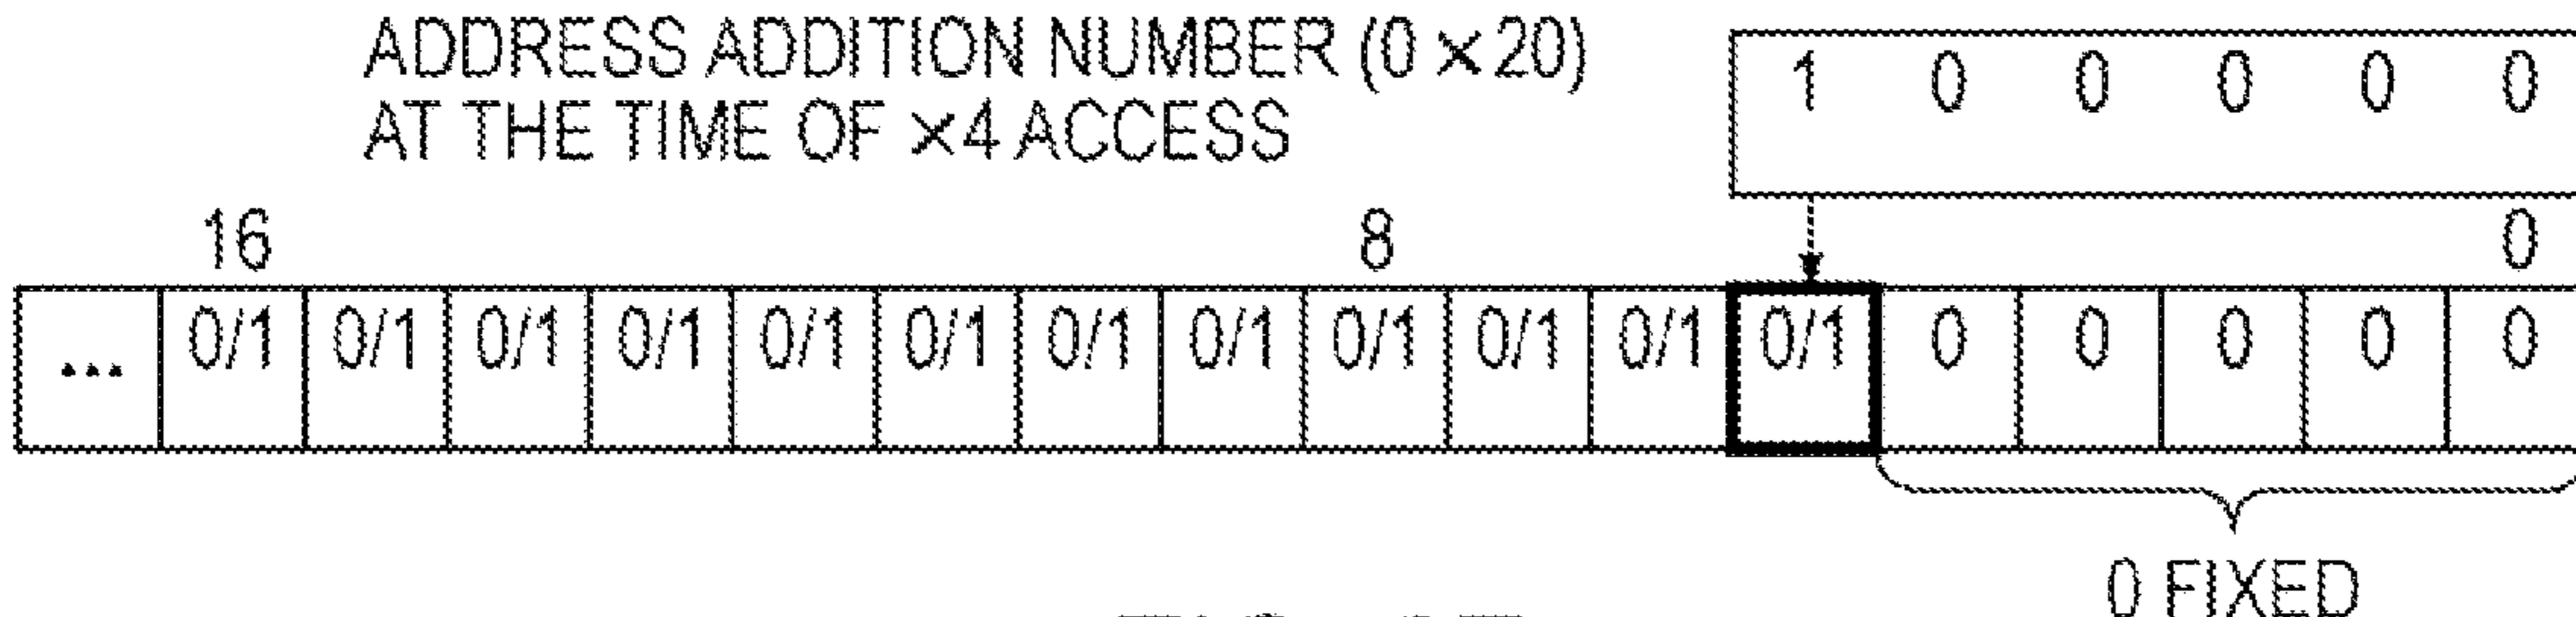 ADDRESS ADDITION NUMBER (0 × 20)
AT THE TIME OF ×4 ACCESS
1 0 0 0 0 0
16 8 0
... 0/1 0/1 0/1 0/1 0/1 0/1 0/1 0/1 0/1 0/1 0/1 0/1 0 0 0 0 0
0 FIXED